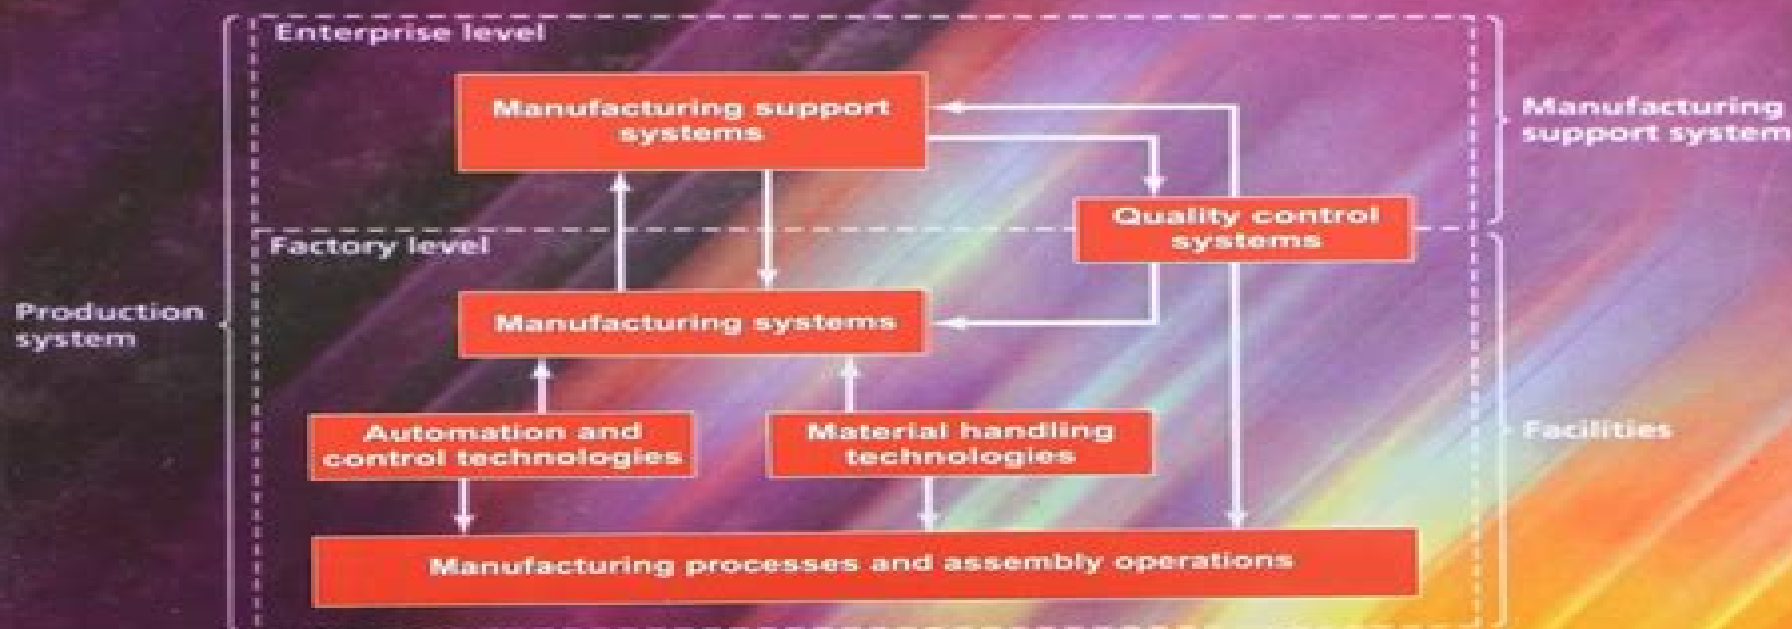 Enterprise level
Manufacturing support
systems
Manufacturing
support system
Quality control
systems
Factory level
Production
system
Manufacturing systems
Automation and
control technologies
Material handling
technologies
Facilities
Manufacturing processes and assembly operations